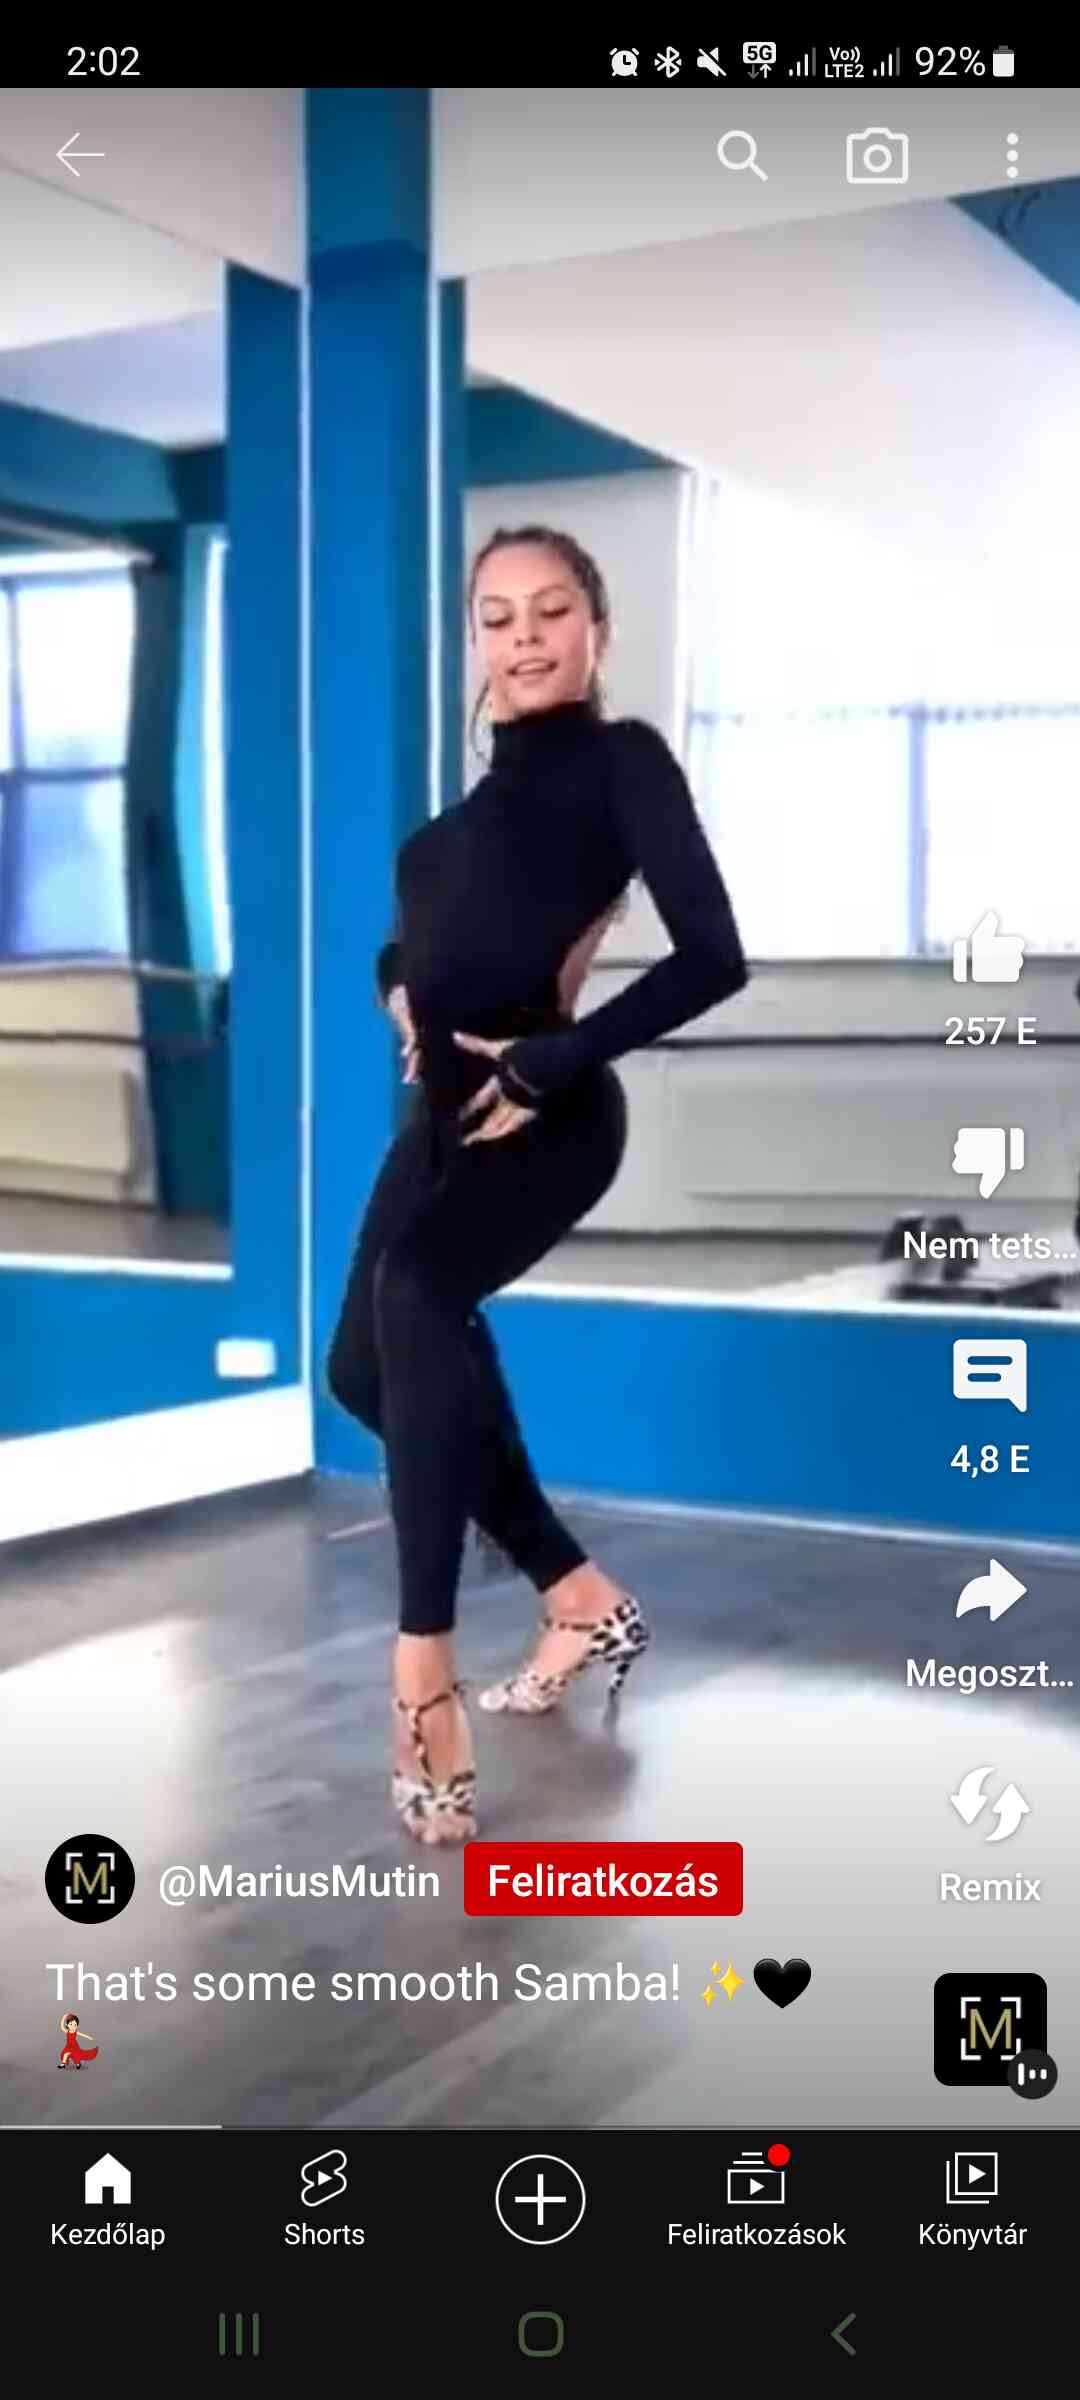 2:02
5G
Vo))
LTE2
92%
257 E
Nem tets...
4,8 E
Megoszt...
Remix
M
@MariusMutin
Feliratkozás
That's some smooth Samba! ✨🖤
💃🏻
M
Kezdőlap
Shorts
Feliratkozások
Könyvtár